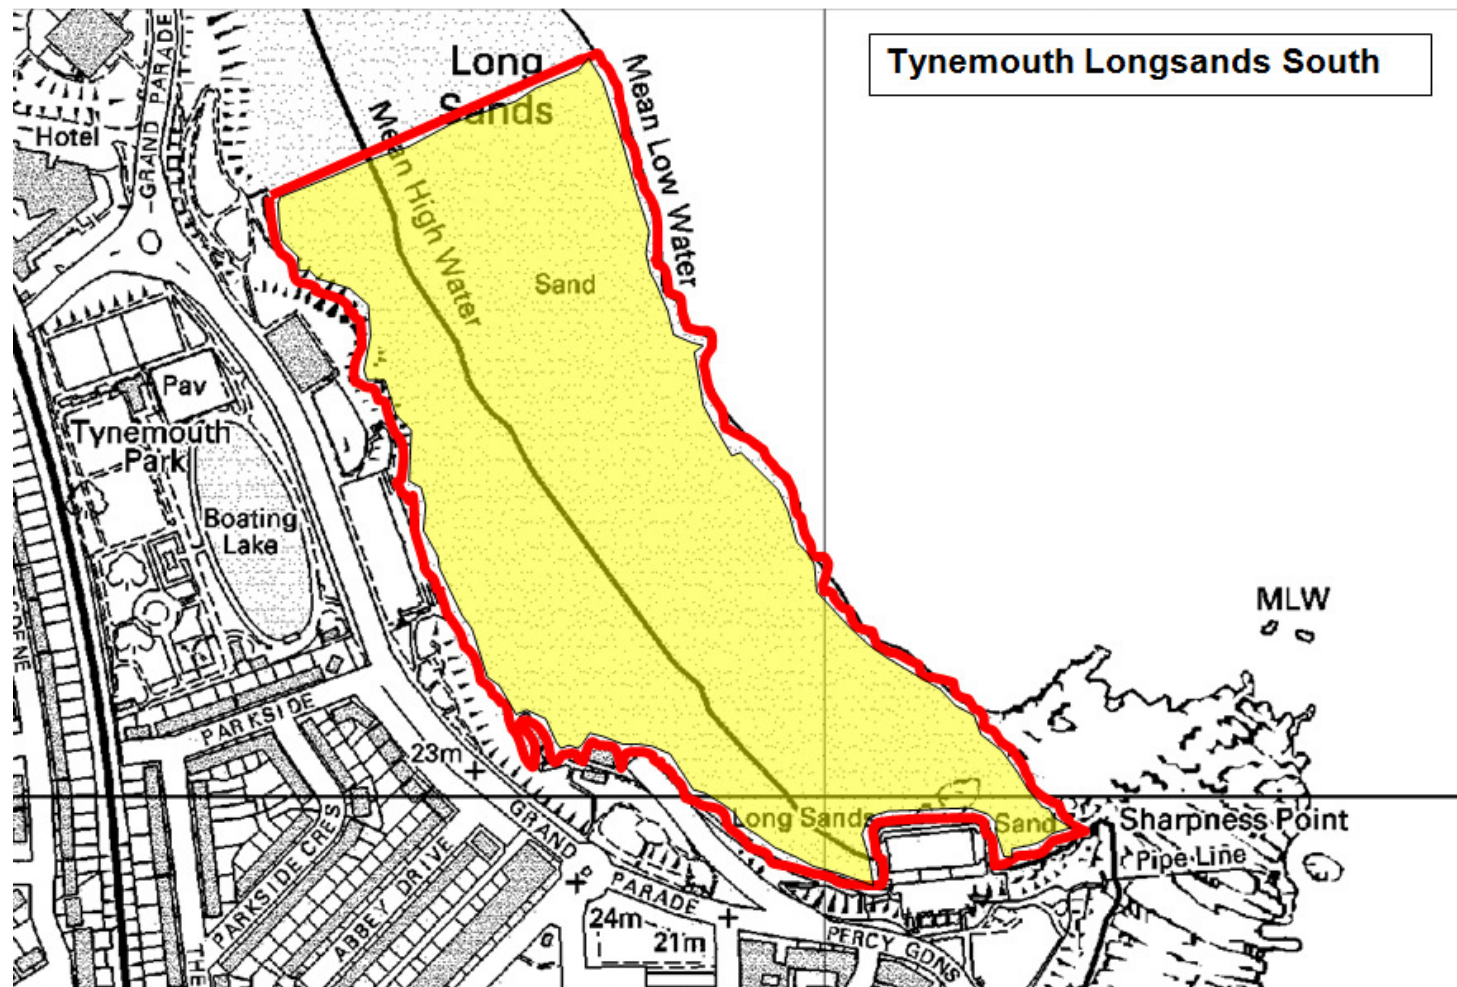 Tynemouth Longsands South
Long
Sands
GRAND PARADE
Hotel
Mean High Water
Mean Low Water
Sand
Pav
Tynemouth
Park
Boating
Lake
MLW
PARKSIDE
23m
GRAND
PARADE
Long Sands
Sand
Sharpness Point
Pipe Line
PARKSIDE CRES
ABBEY DRIVE
24m
21m
PERCY GDNS
THE